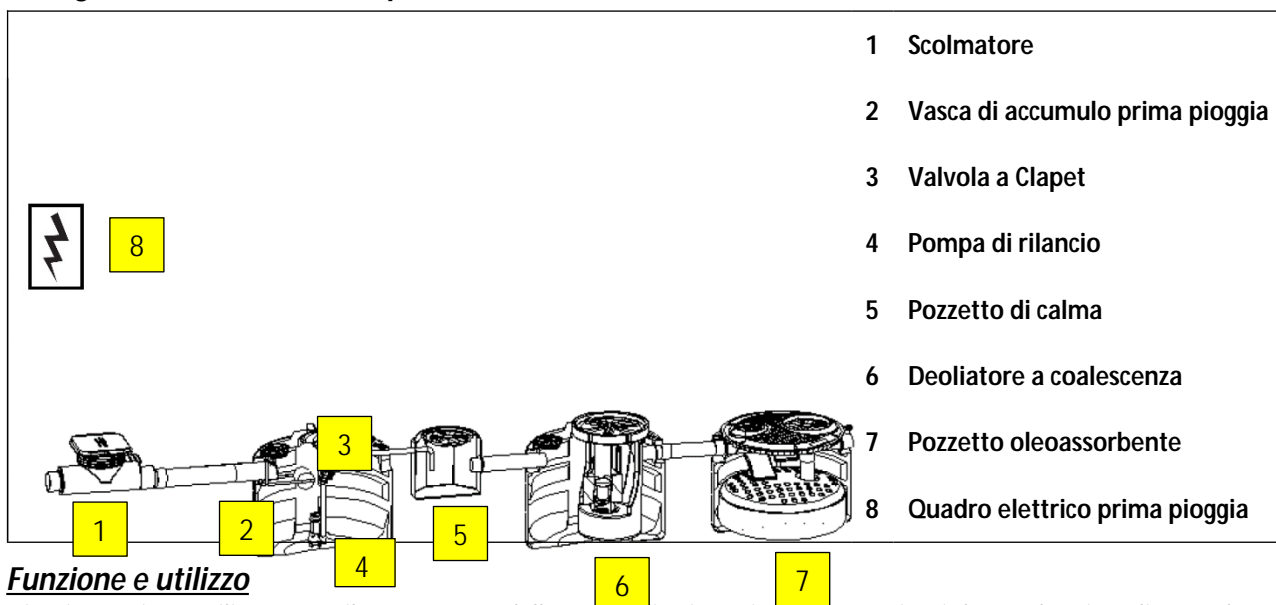 1 Scolmatore
2 Vasca di accumulo prima pioggia
3 Valvola a Clapet
4 Pompa di rilancio
5 Pozzetto di calma
6 Deoliatore a coalescenza
7 Pozzetto oleoassorbente
8 Quadro elettrico prima pioggia
8
3
1
2
4
5
6
7
Funzione e utilizzo